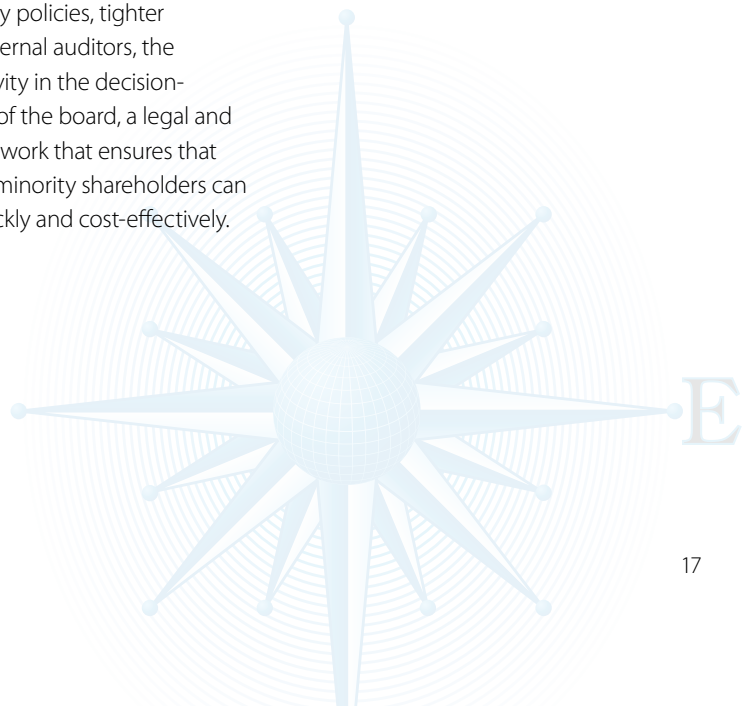 y policies, tighter
ernal auditors, the
vity in the decision-
of the board, a legal and
work that ensures that
minority shareholders can
ckly and cost-effectively.
E
17